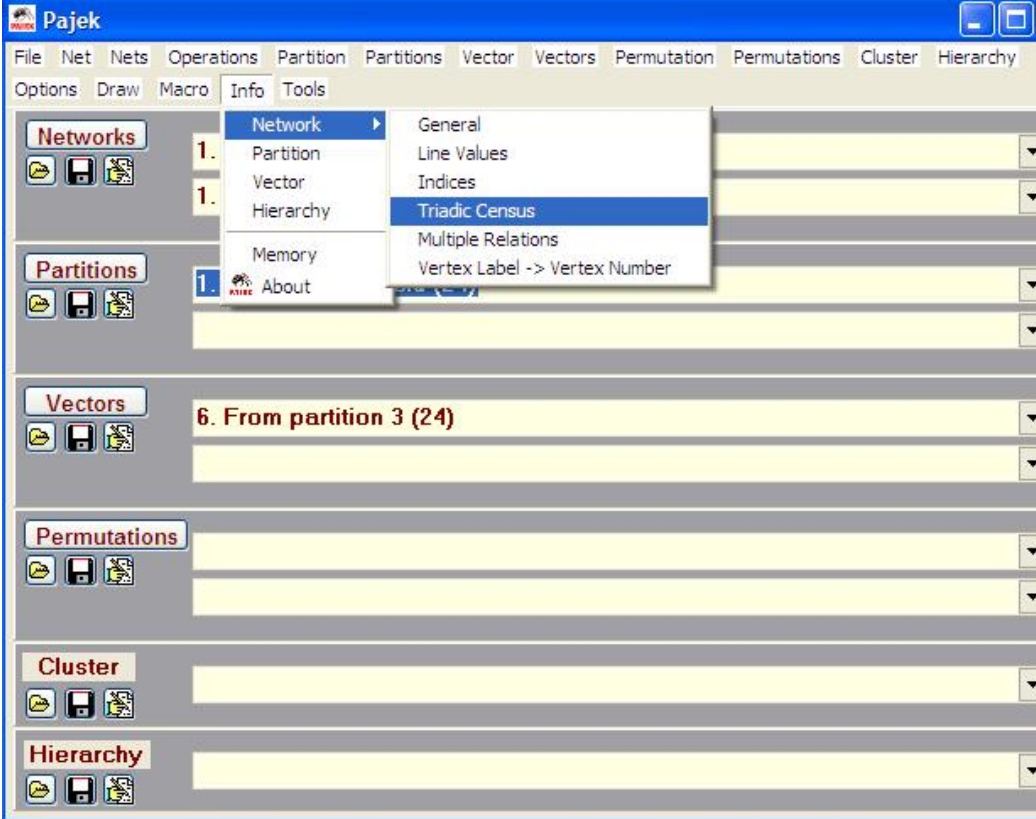 Pajek
File Net Nets Operations Partition Partitions Vector Vectors Permutation Permutations Cluster Hierarchy
Options Draw Macro Info Tools
Networks
1.
1.
Network
Partition
Vector
Hierarchy
Memory
About
General
Line Values
Indices
Triadic Census
Multiple Relations
Vertex Label -> Vertex Number
Partitions
1.
Vectors
6. From partition 3 (24)
Permutations
Cluster
Hierarchy